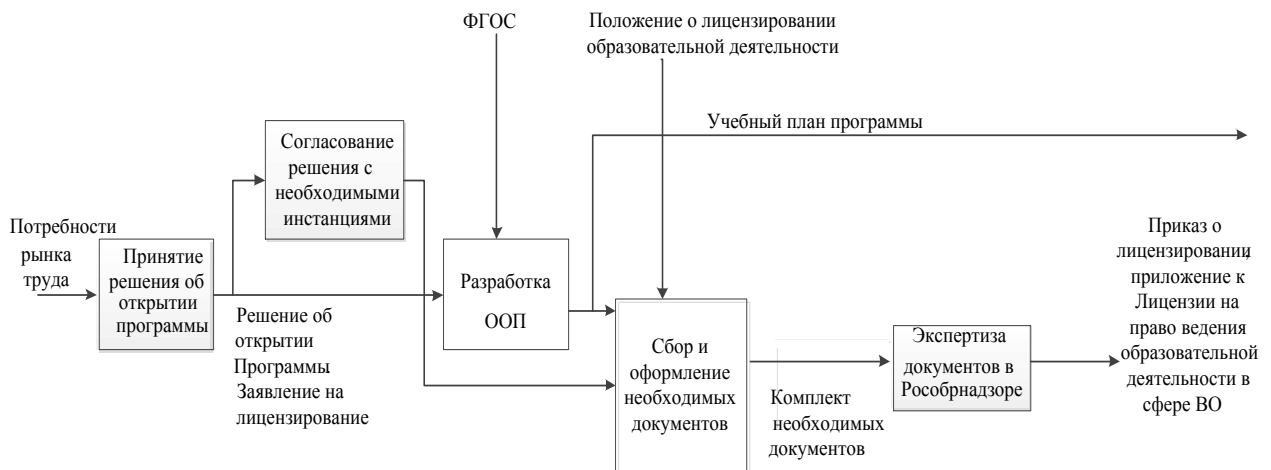 ФГОС
Положение о лицензировании
образовательной деятельности
Учебный план программы
Согласование
решения с
необходимыми
инстанциями
Потребности
рынка
труда
Принятие
решения об
открытии
программы
Решение об
открытии
Программы
Заявление на
лицензирование
Разработка
ООП
Сбор и
оформление
необходимых
документов
Комплект
необходимых
документов
Экспертиза
документов в
Рособрнадзоре
Приказ о
лицензировании,
приложение к
Лицензии на
право ведения
образовательной
деятельности в
сфере ВО